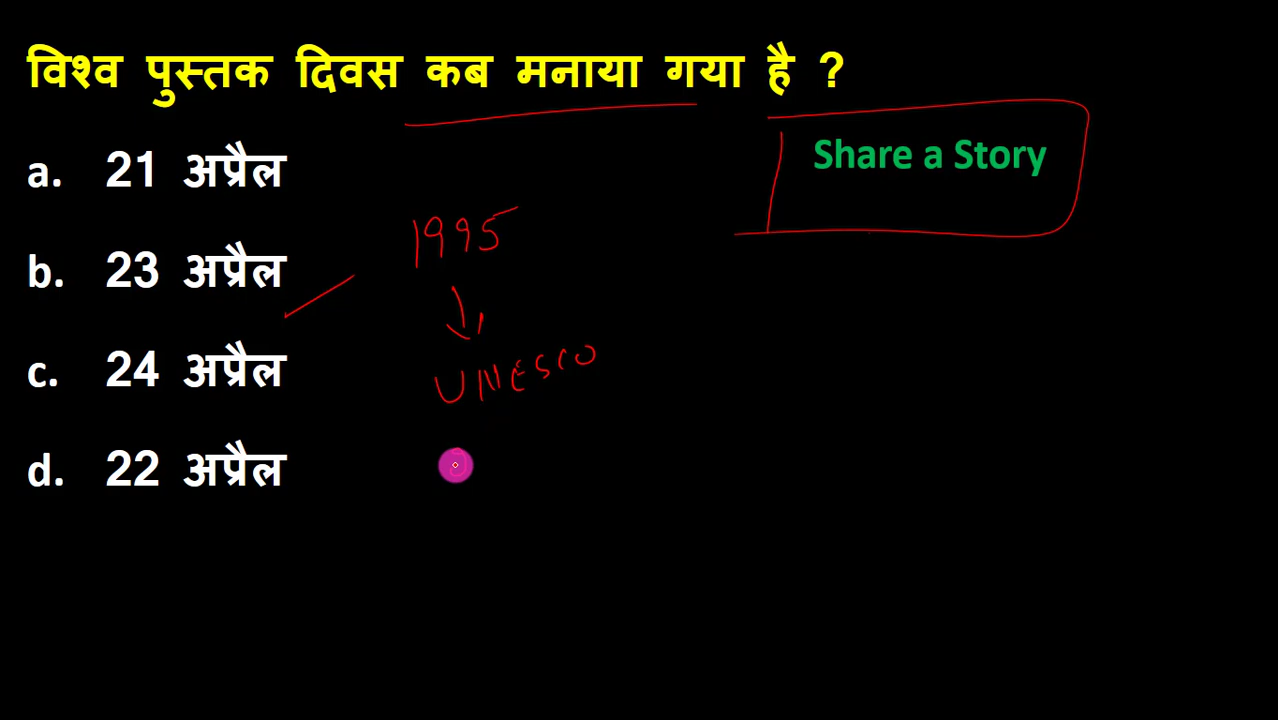 विश्व पुस्तक दिवस कब मनाया गया है ?
Share a Story
a. 21 अप्रैल
b. 23 अप्रैल
c. 24 अप्रैल
d. 22 अप्रैल
1995
UNESCO